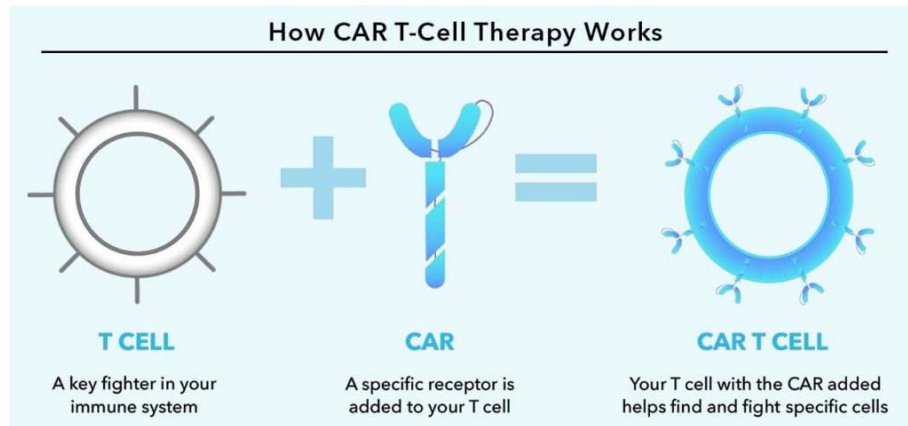 How CAR T-Cell Therapy Works
T CELL
A key fighter in your
immune system
CAR
A specific receptor is
added to your T cell
CAR T CELL
Your T cell with the CAR added
helps find and fight specific cells